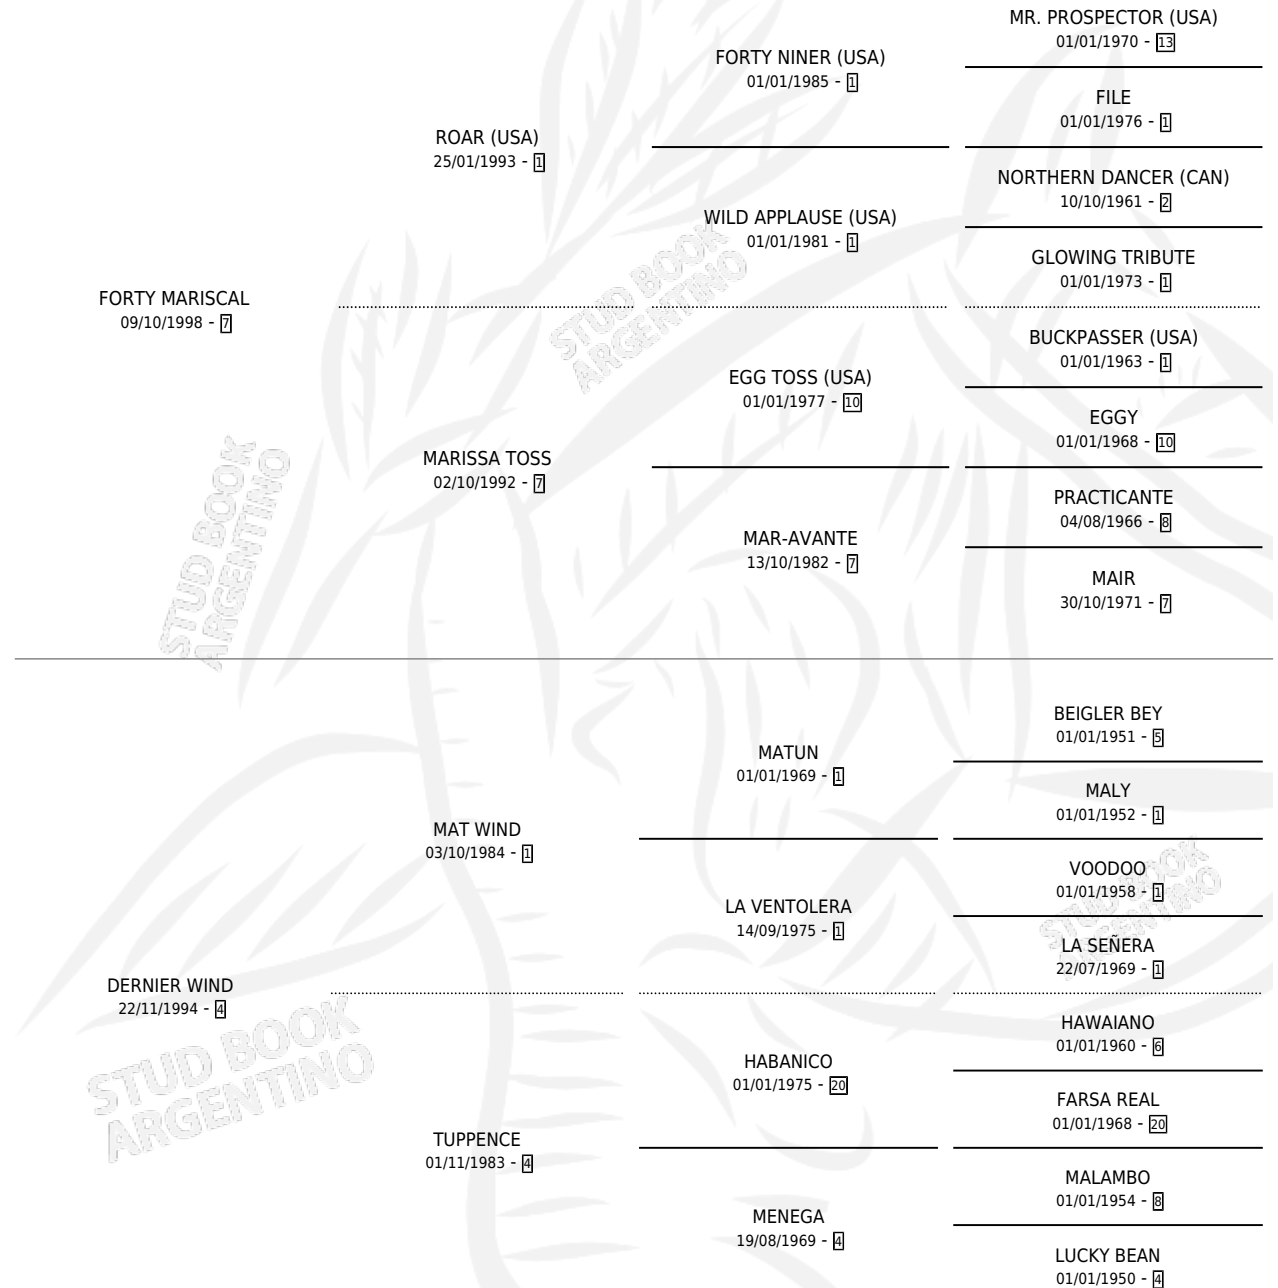 MR. PROSPECTOR (USA)
01/01/1970 - 13
FORTY NINER (USA)
01/01/1985 - 1
FILE
01/01/1976 - 1
ROAR (USA)
25/01/1993 - 1
NORTHERN DANCER (CAN)
10/10/1961 - 2
WILD APPLAUSE (USA)
01/01/1981 - 1
GLOWING TRIBUTE
01/01/1973 - 1
FORTY MARISCAL
09/10/1998 - 7
BUCKPASSER (USA)
01/01/1963 - 1
EGG TOSS (USA)
01/01/1977 - 10
EGGY
01/01/1968 - 10
MARISSA TOSS
02/10/1992 - 7
PRACTICANTE
04/08/1966 - 8
MAR-AVANTE
13/10/1982 - 7
MAIR
30/10/1971 - 7
BEIGLER BEY
01/01/1951 - 5
MATUN
01/01/1969 - 1
MALY
01/01/1952 - 1
MAT WIND
03/10/1984 - 1
VOODOO
01/01/1958 - 1
LA VENTOLERA
14/09/1975 - 1
LA SEÑERA
22/07/1969 - 1
DERNIER WIND
22/11/1994 - 4
HAWAIANO
01/01/1960 - 6
HABANICO
01/01/1975 - 20
FARSA REAL
01/01/1968 - 20
TUPPENCE
01/11/1983 - 4
MALAMBO
01/01/1954 - 8
MENEGA
19/08/1969 - 4
LUCKY BEAN
01/01/1950 - 4
STUD BOOK
ARGENTINO
STUD BOOK
ARGENTINO
STUD BOOK
ARGENTINO
STUD BOOK
ARGENTINO